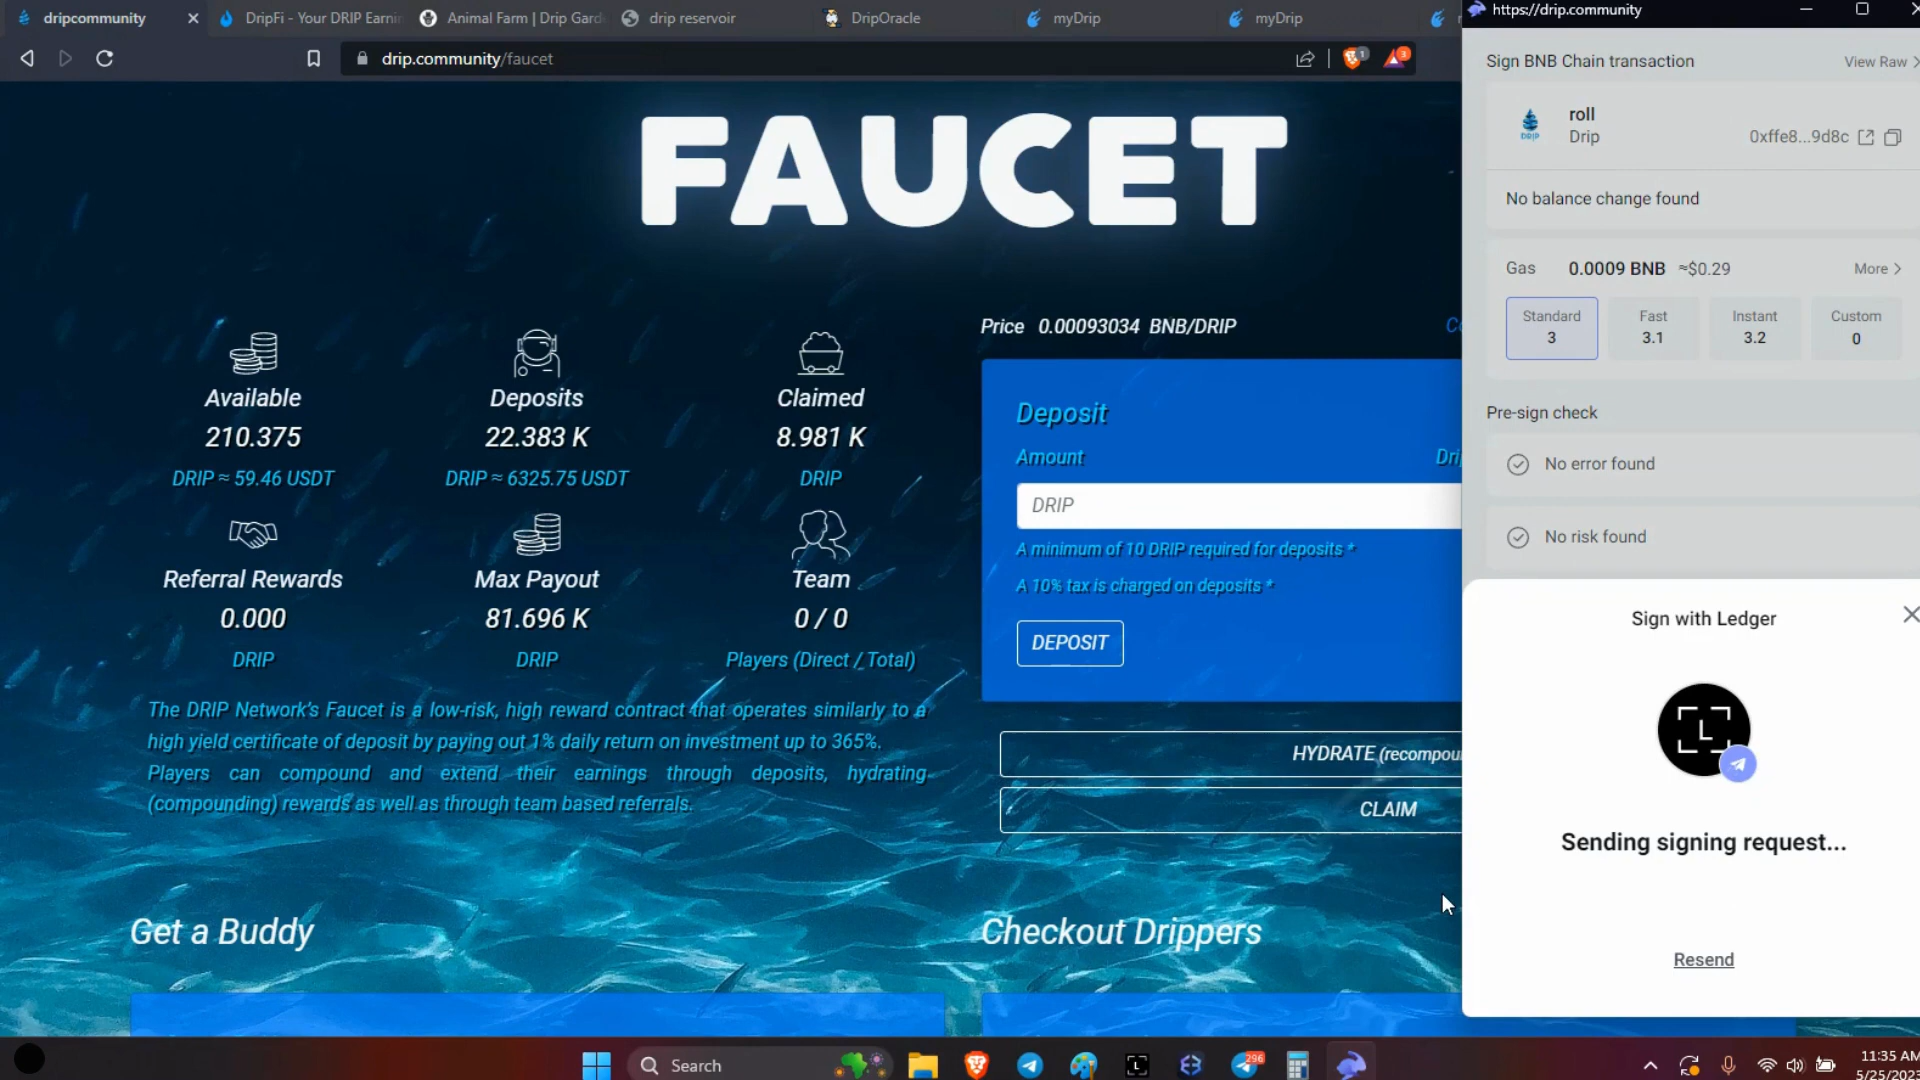 dripcommunity
DripFi - Your DRIP Earnin
Animal Farm | Drip Gard
drip reservoir
DripOracle
myDrip
myDrip
https://drip.community
drip.community/faucet
1
3
FAUCET
Available
210.375
DRIP ≈ 59.46 USDT
Deposits
22.383 K
DRIP ≈ 6325.75 USDT
Claimed
8.981 K
DRIP
Referral Rewards
0.000
DRIP
Max Payout
81.696 K
DRIP
Team
0 / 0
Players (Direct / Total)
The DRIP Network's Faucet is a low-risk, high reward contract that operates similarly to a
high yield certificate of deposit by paying out 1% daily return on investment up to 365%.
Players can compound and extend their earnings through deposits, hydrating
(compounding) rewards as well as through team based referrals.
Price 0.00093034 BNB/DRIP
Deposit
Amount
DRIP
A minimum of 10 DRIP required for deposits *
A 10% tax is charged on deposits *
DEPOSIT
HYDRATE (recompou
CLAIM
Get a Buddy
Checkout Drippers
Sign BNB Chain transaction
View Raw
DRIP
roll
Drip
0xffe8...9d8c
No balance change found
Gas 0.0009 BNB ≈$0.29
More
Standard
3
Fast
3.1
Instant
3.2
Custom
0
Pre-sign check
No error found
No risk found
Sign with Ledger
Sending signing request...
Resend
Search
296
11:35 AM
5/25/202